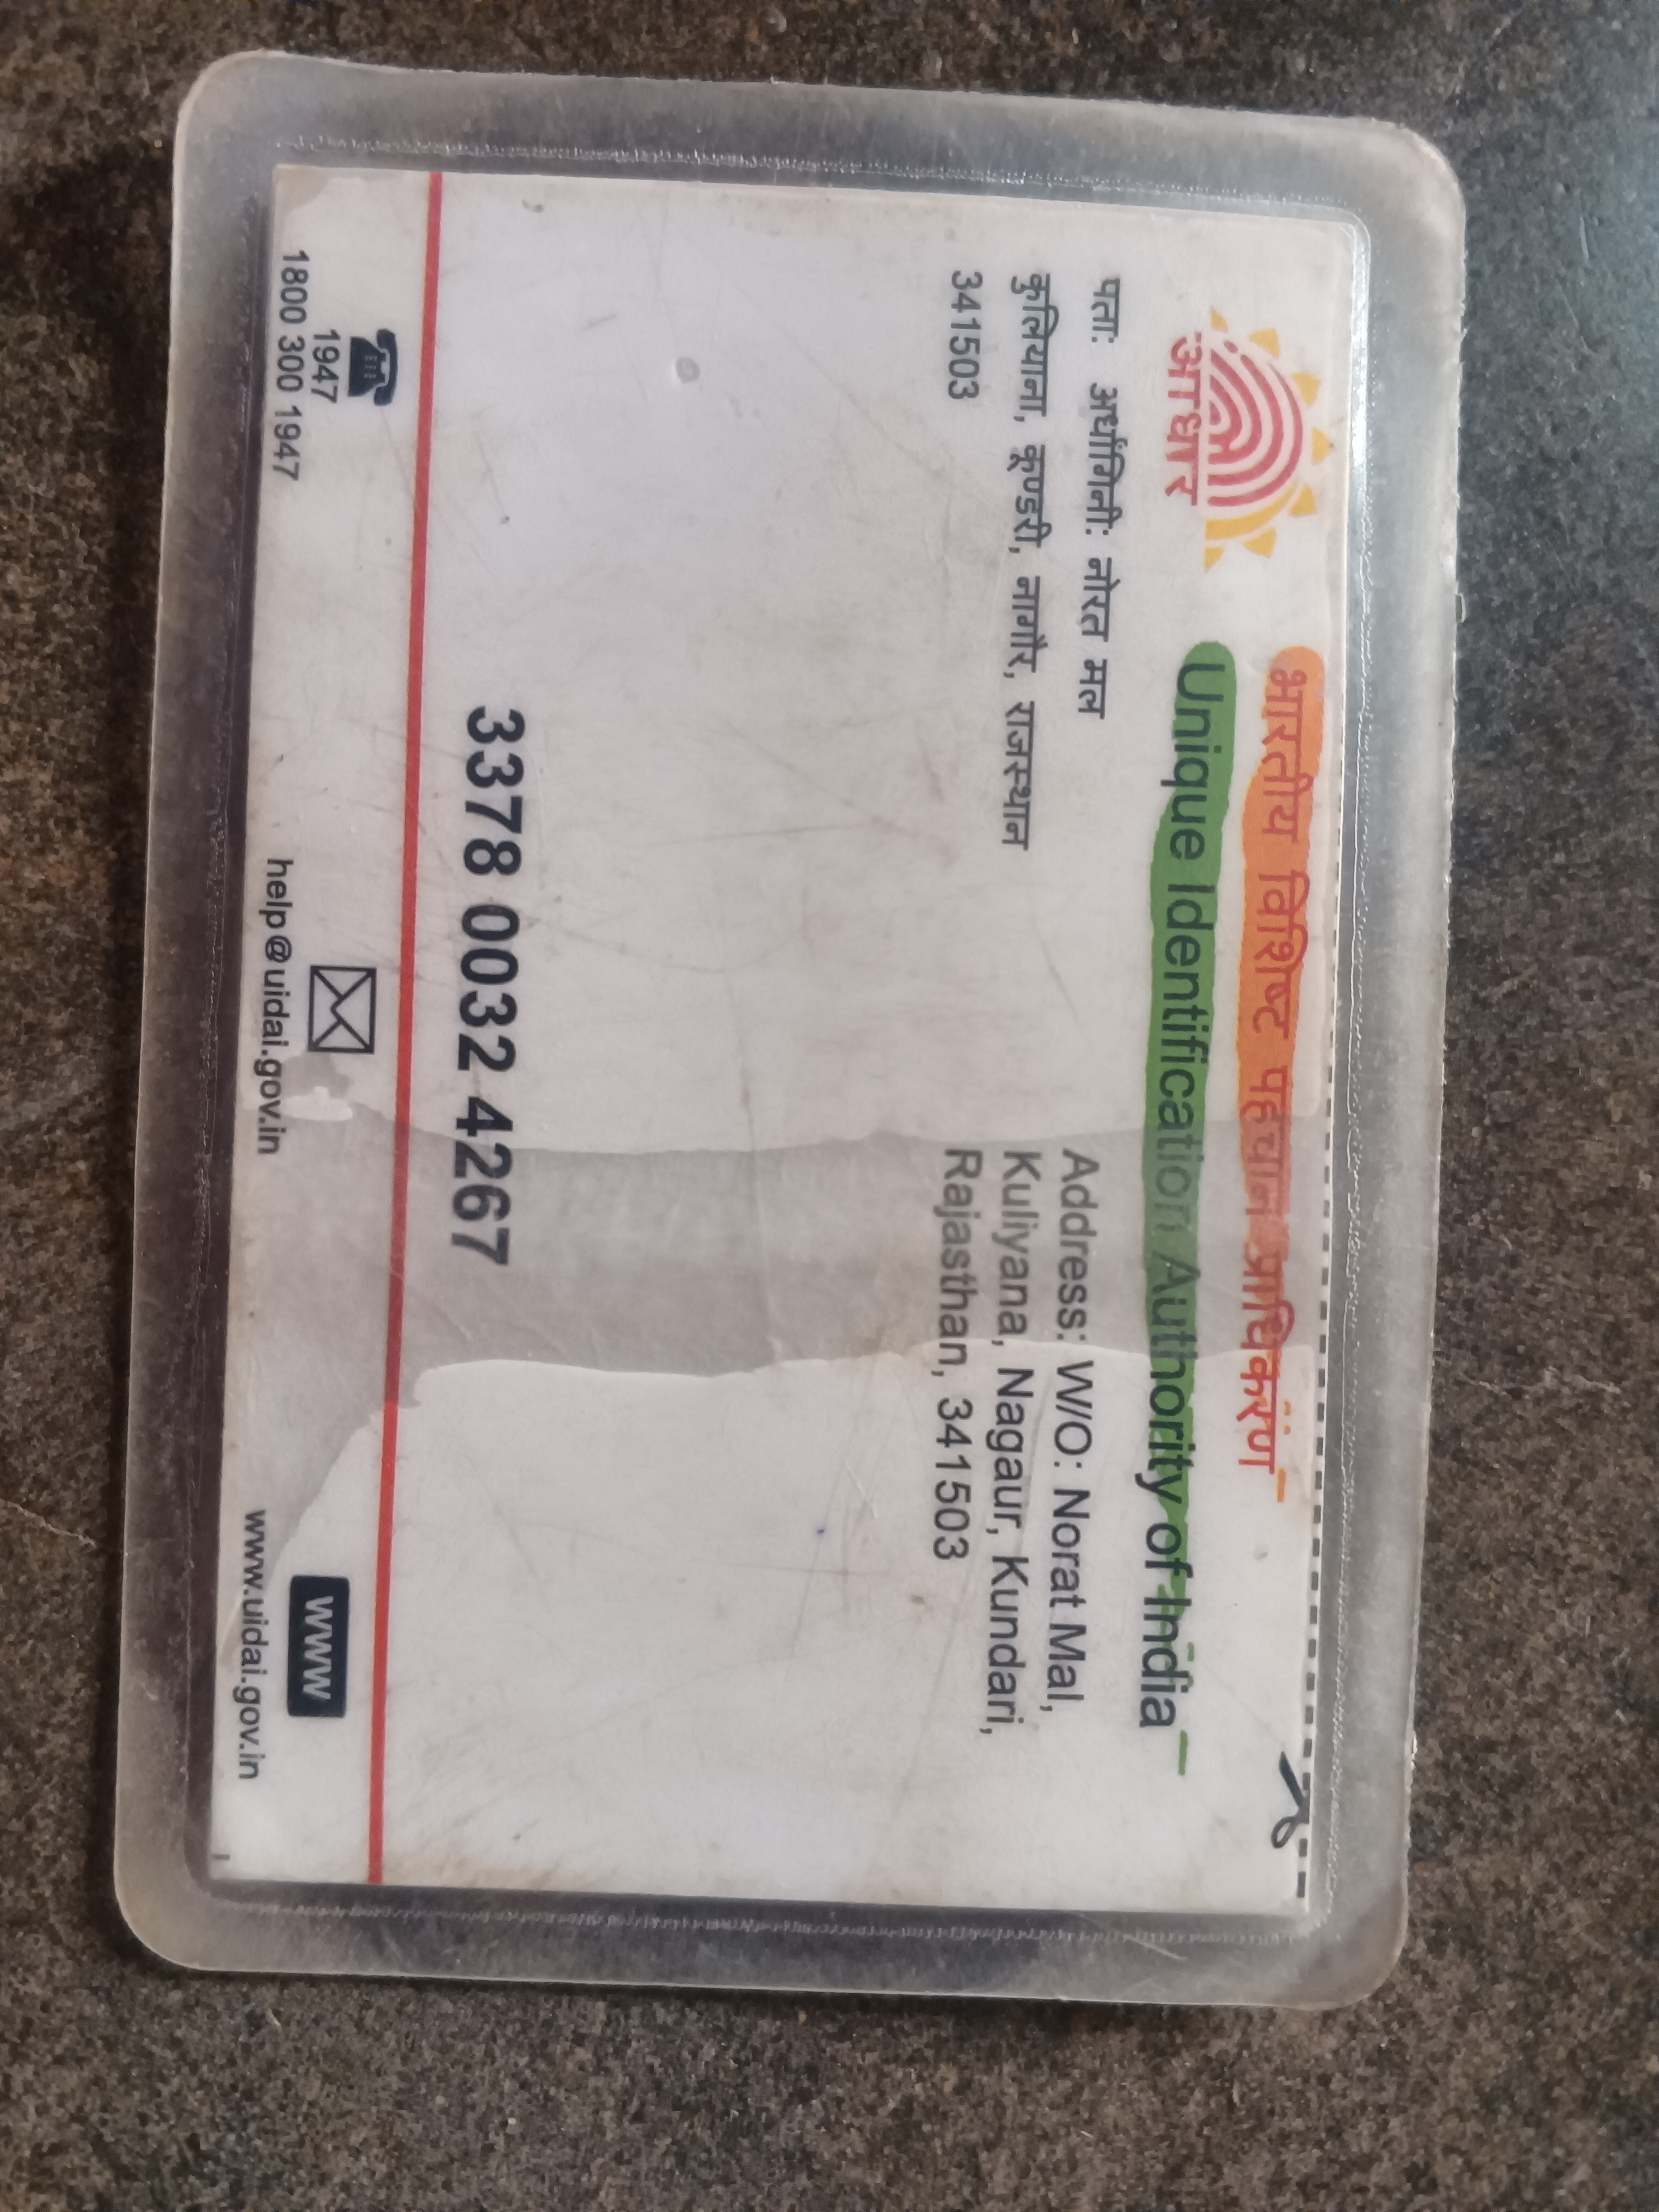 भारतीय विशिष्ट पहचान प्राधिकरण
Unique Identification Authority of India
आधार
पता: अर्धांगिनी: नोरत मल
कुलियाना, कूण्डरी, नागौर, राजस्थान
341503
Address: W/O: Norat Mal,
Kuliyana, Nagaur, Kundari,
Rajasthan, 341503
3378 0032 4267
1947
1800 300 1947
help@uidai.gov.in
www
www.uidai.gov.in